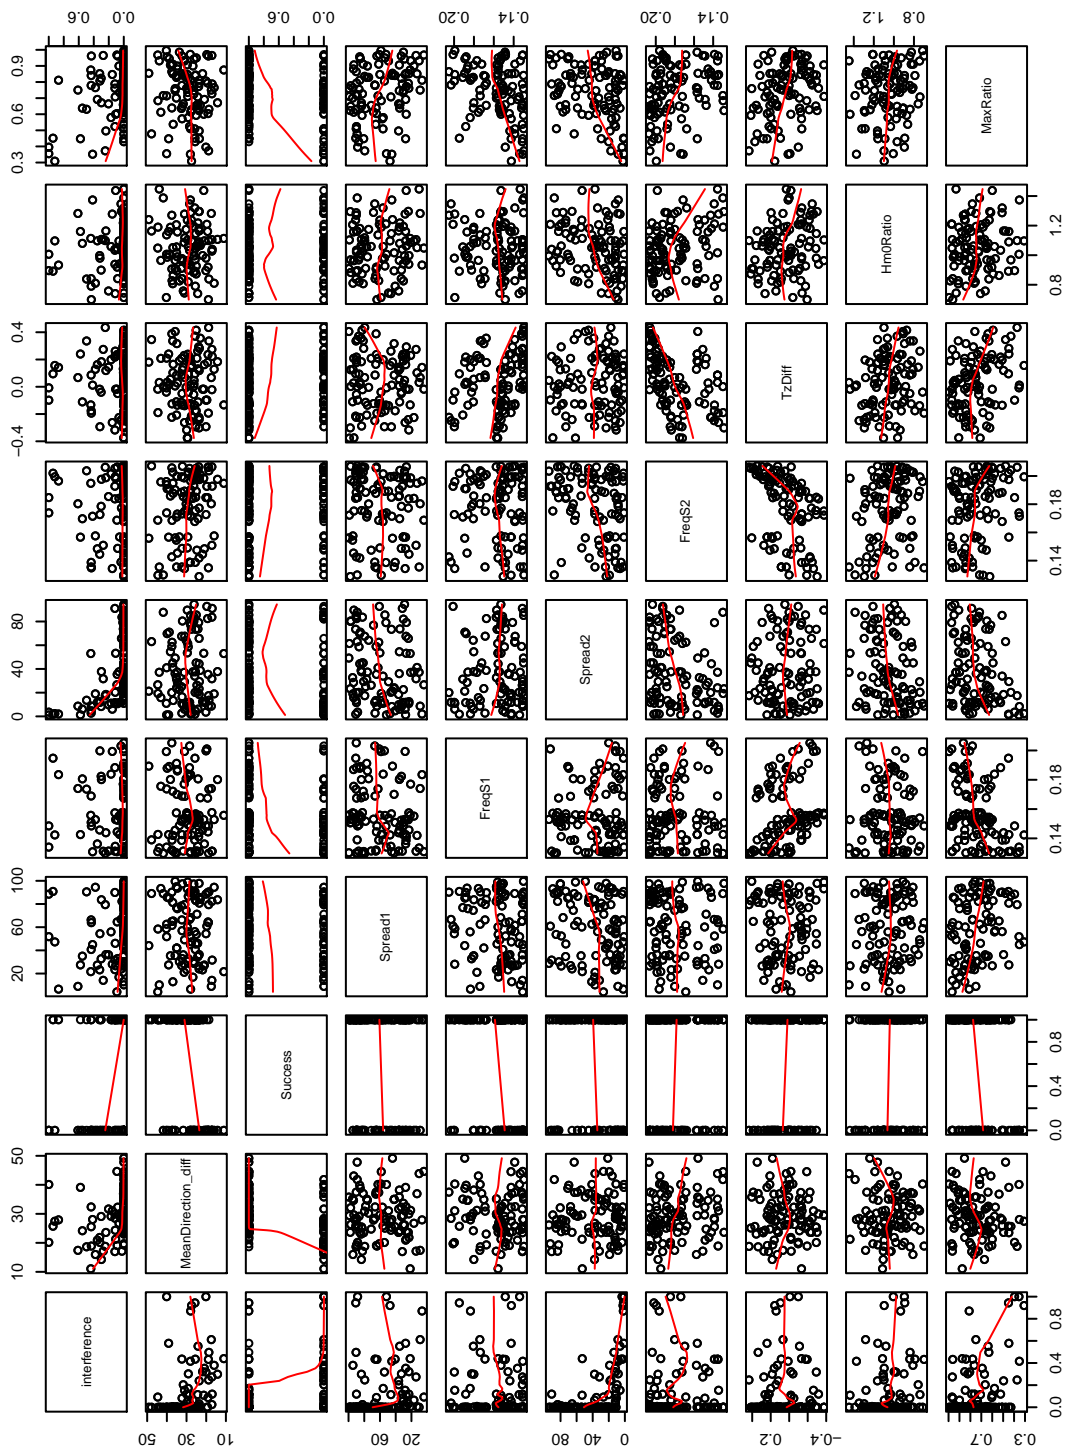 0.6 0.0
0.6 0.0
0.20 0.14
0.20 0.14
1.2 0.8
0.3 0.6 0.9
MaxRatio
Hm0Ratio
0.8 1.2
−0.4 0.0 0.4
TzDiff
FreqS2
0.14 0.18
0 40 80
Spread2
FreqS1
0.14 0.18
20 60 100
Spread1
Success
0.0 0.4 0.8
10 30 50
MeanDirection_diff
interference
0.0 0.4 0.8
50 30 10
60 20
80 40 0
0.2 −0.4
0.7 0.3